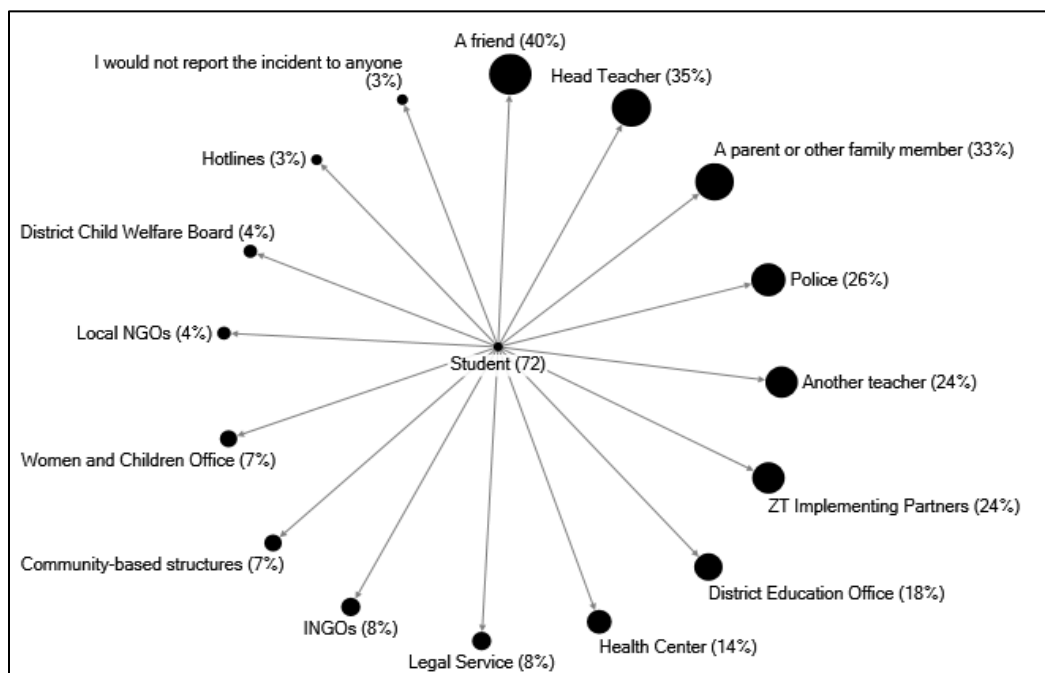 A friend (40%)
I would not report the incident to anyone
(3%)
Head Teacher (35%)
Hotlines (3%)
A parent or other family member (33%)
District Child Welfare Board (4%)
Police (26%)
Local NGOs (4%)
Student (72)
Another teacher (24%)
Women and Children Office (7%)
ZT Implementing Partners (24%)
Community-based structures (7%)
District Education Office (18%)
INGOs (8%)
Health Center (14%)
Legal Service (8%)